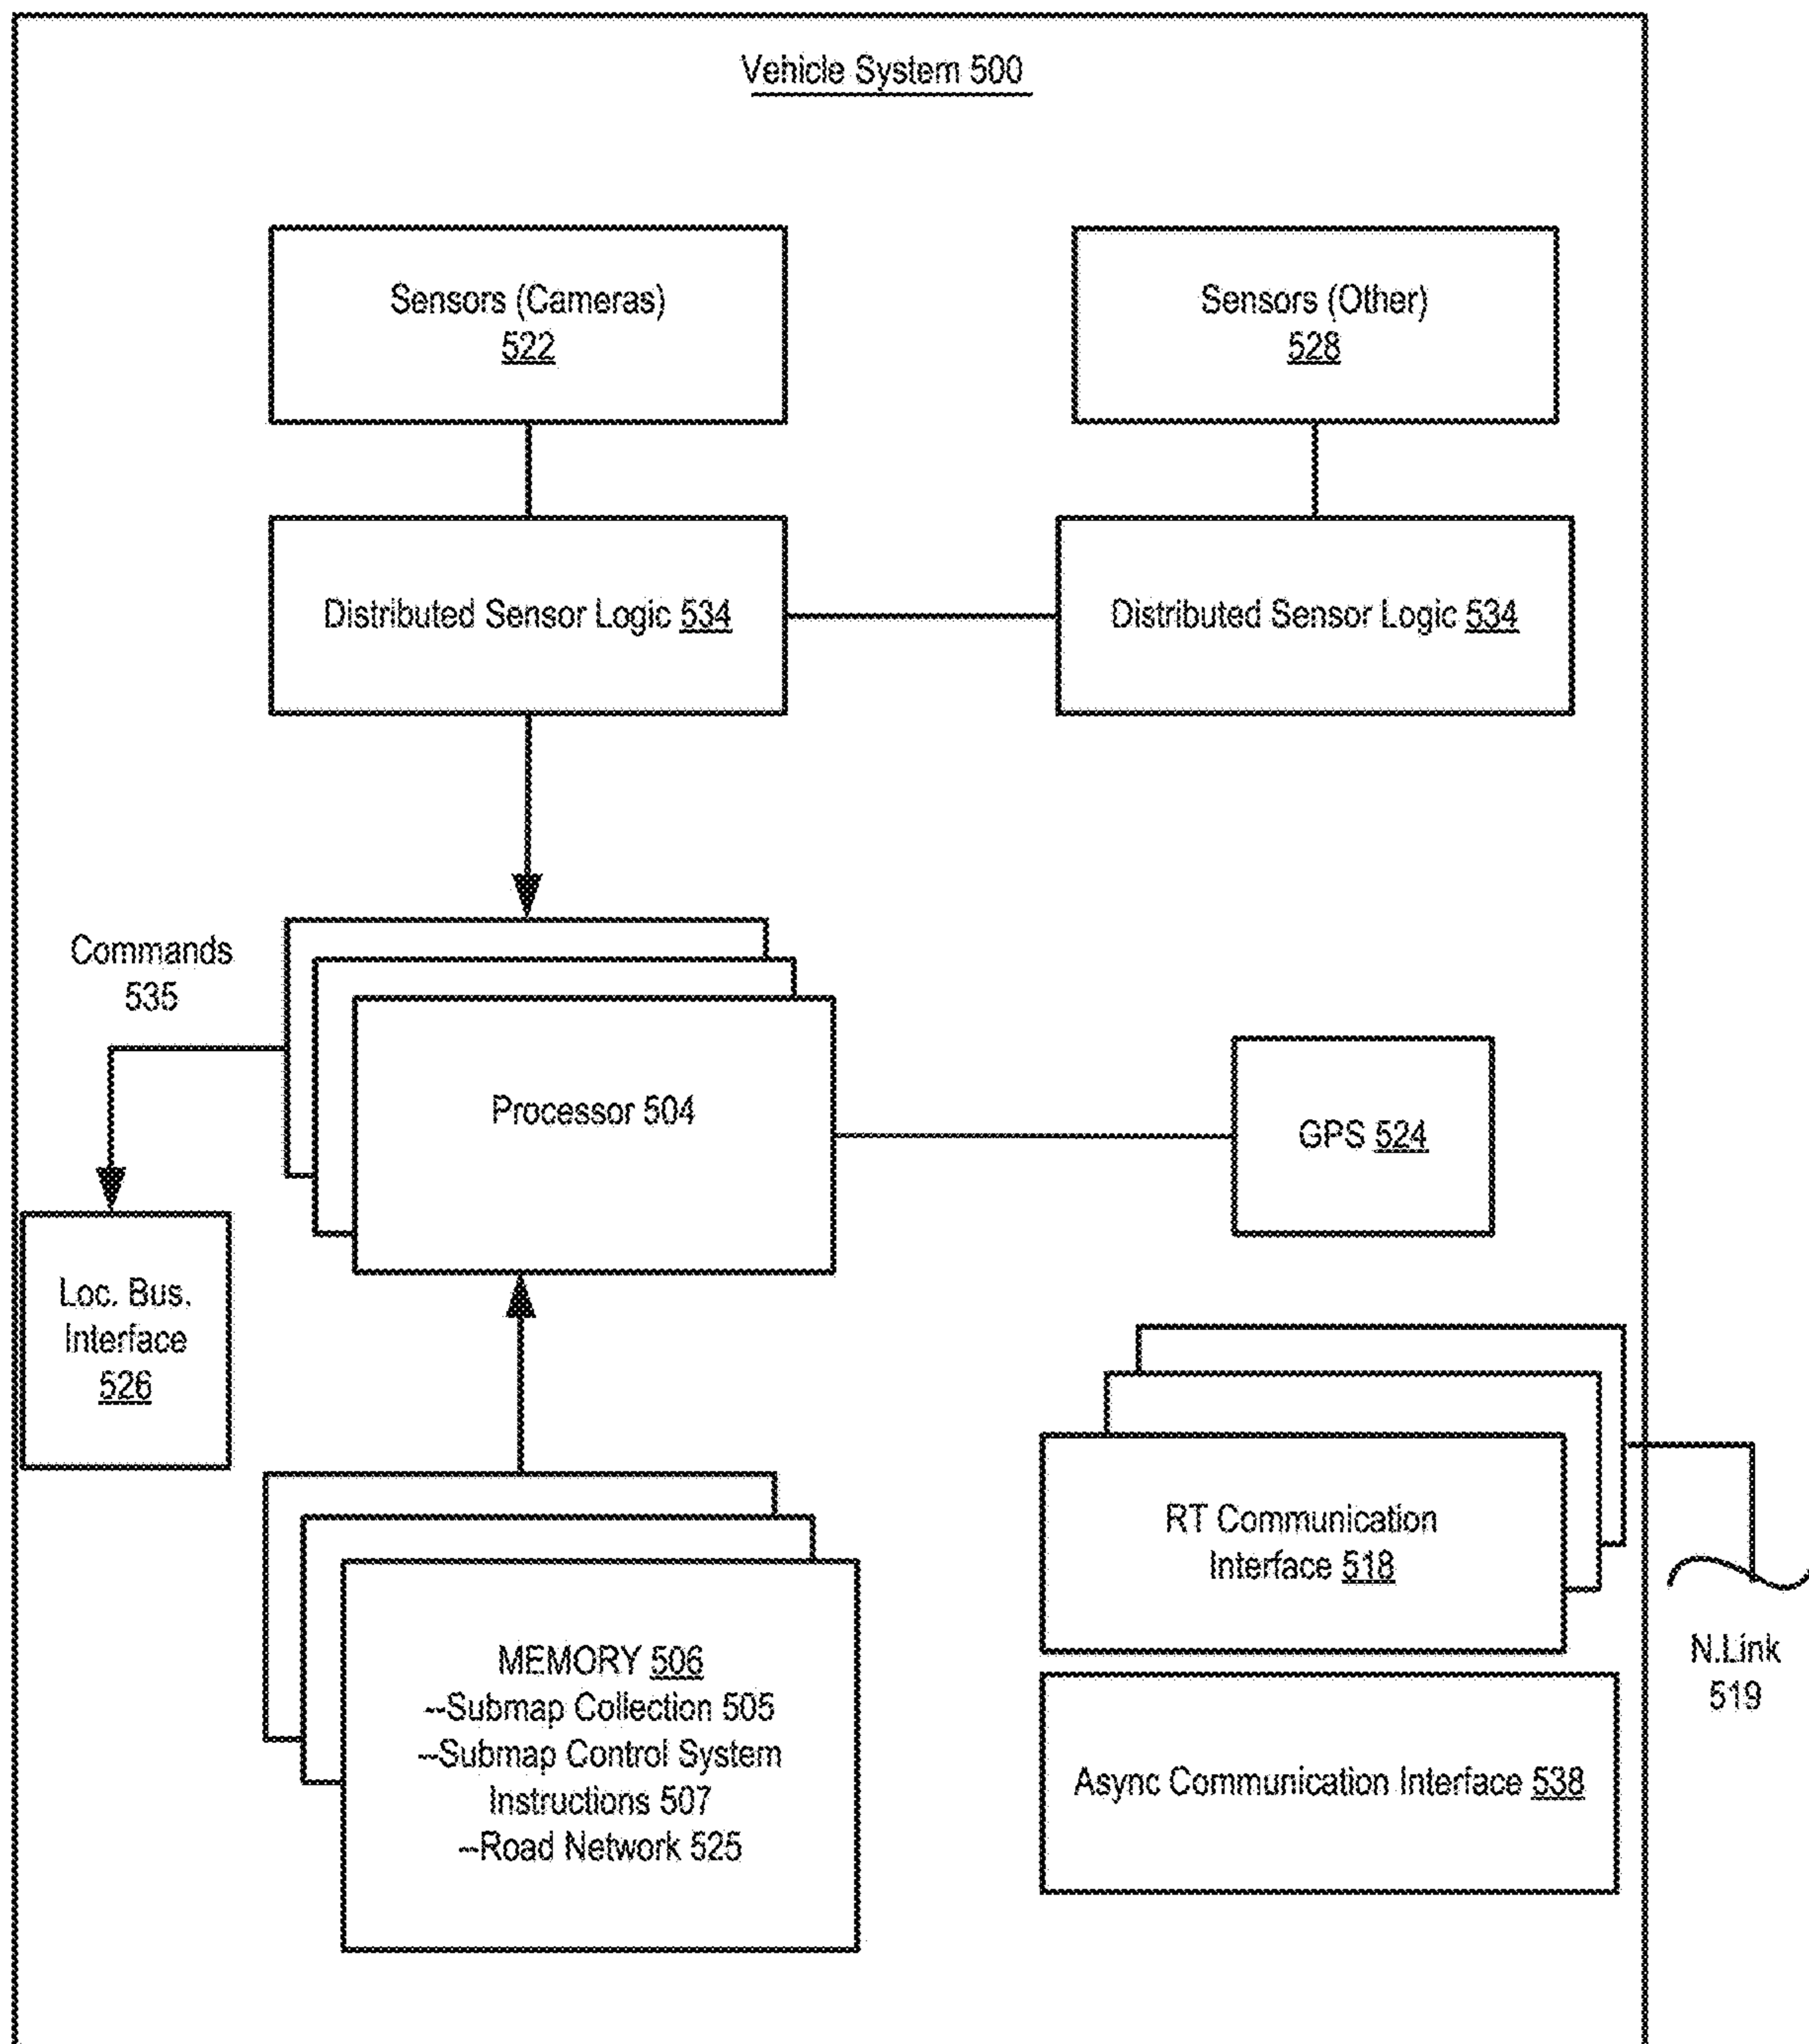 Vehicle System 500
Sensors (Cameras)
522
Sensors (Other)
528
Distributed Sensor Logic 534
Distributed Sensor Logic 534
Commands
535
Processor 504
GPS 524
Loc. Bus.
Interface
526
RT Communication
Interface 518
N.Link
519
MEMORY 506
--Submap Collection 505
--Submap Control System
Instructions 507
--Road Network 525
Async Communication Interface 538